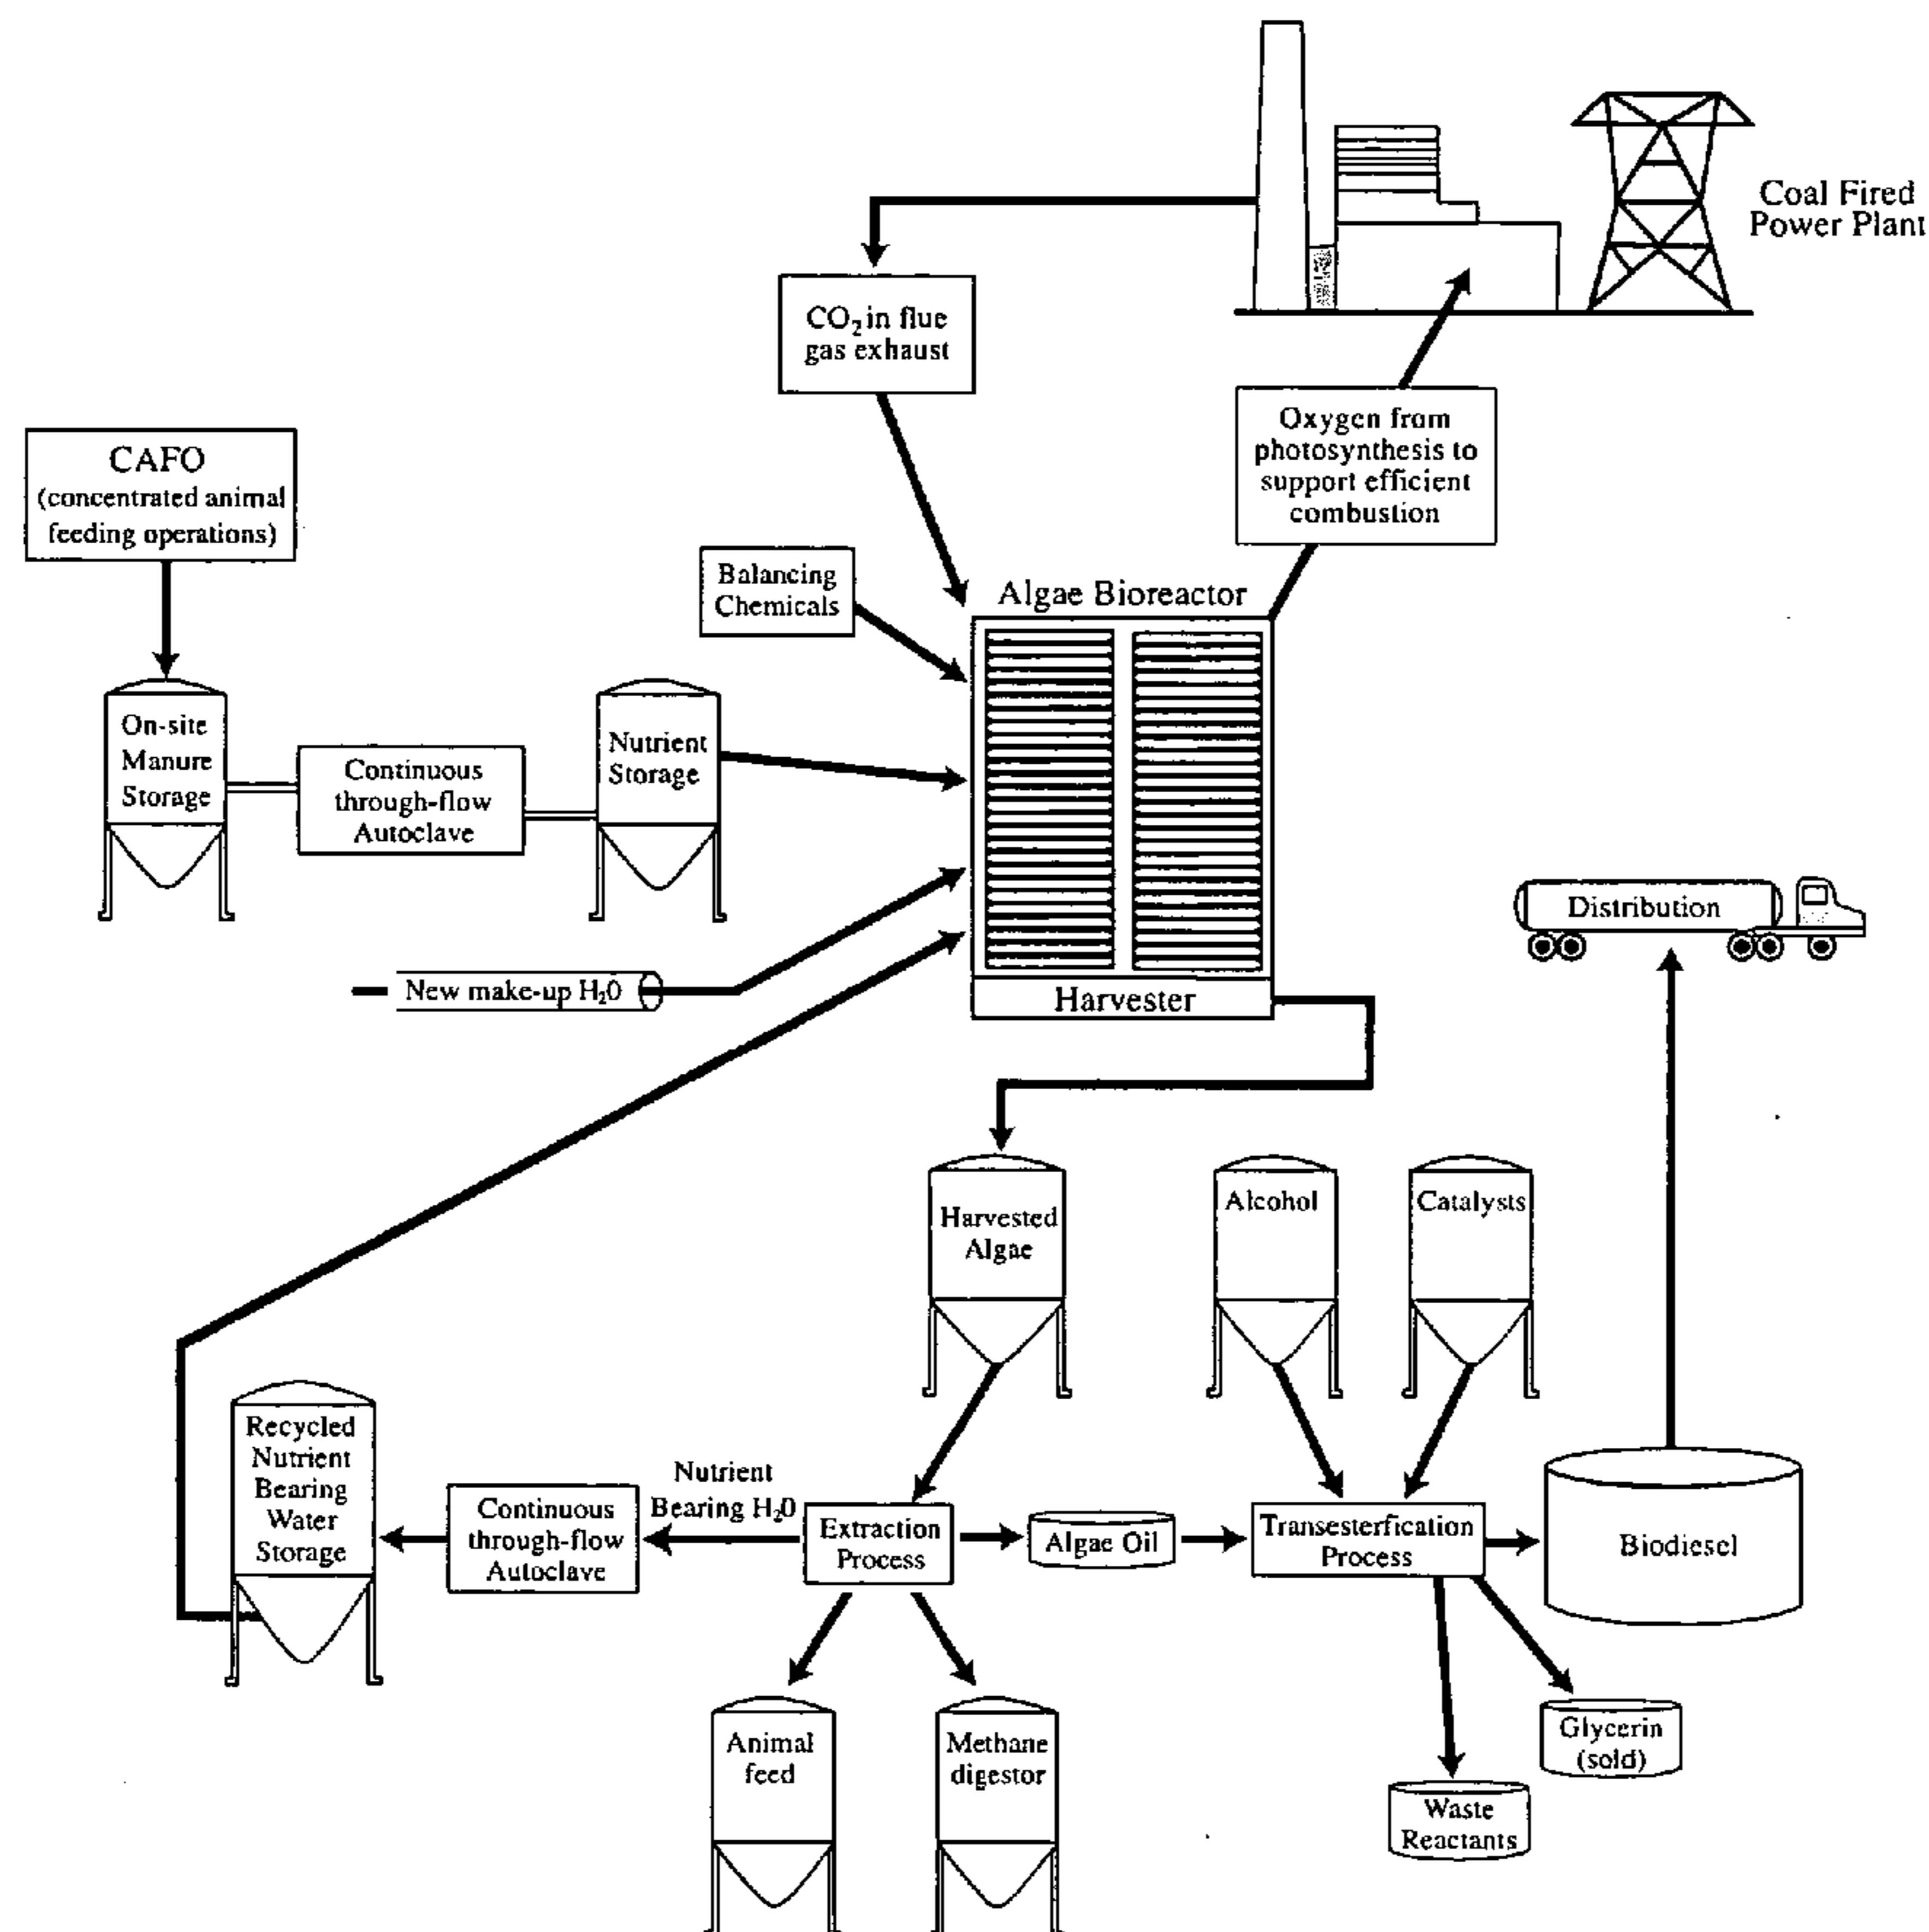 Coal Fired
Power Plant
CO₂ in flue
gas exhaust
Oxygen from
photosynthesis to
support efficient
combustion
CAFO
(concentrated animal
feeding operations)
Balancing
Chemicals
Algae Bioreactor
On-site
Manure
Storage
Continuous
through-flow
Autoclave
Nutrient
Storage
Distribution
New make-up H₂0
Harvester
Harvested
Algae
Alcohol
Catalysts
Recycled
Nutrient
Bearing
Water
Storage
Continuous
through-flow
Autoclave
Nutrient
Bearing H₂0
Extraction
Process
Algae Oil
Transesterfication
Process
Biodiesel
Animal
feed
Methane
digestor
Glycerin
(sold)
Waste
Reactants